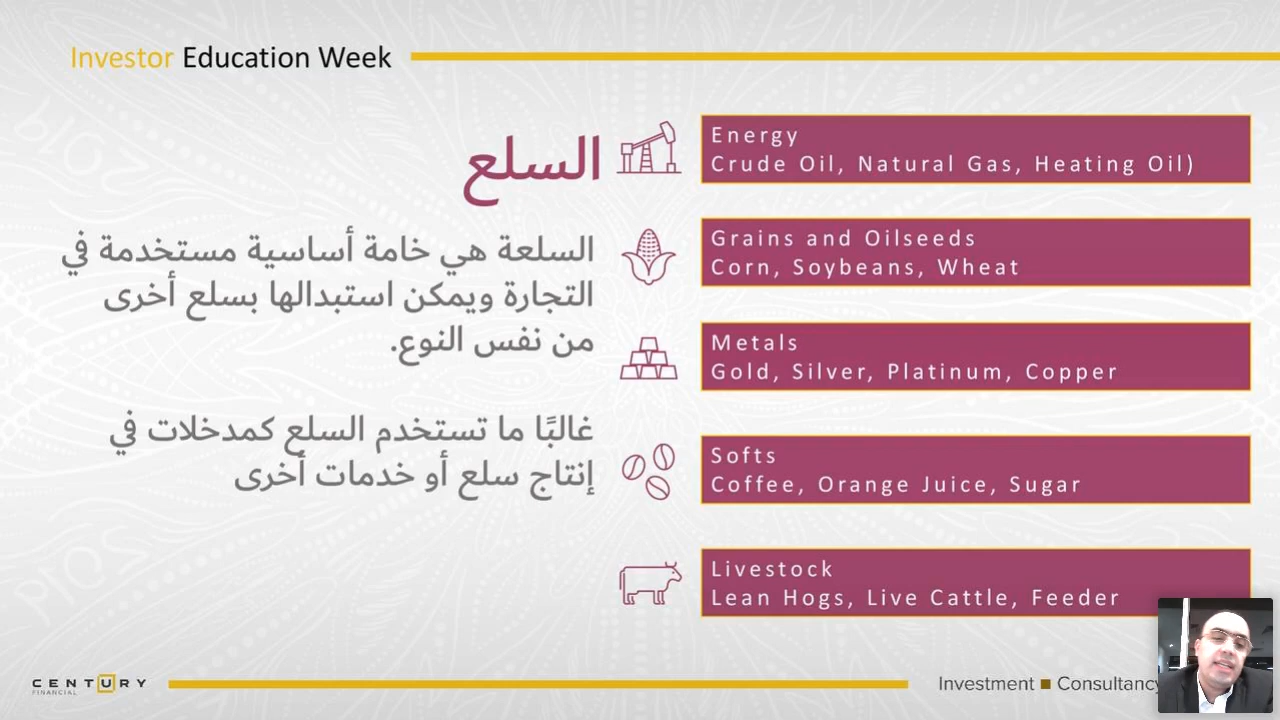 Investor Education Week
السلع
السلعة هي خامة أساسية مستخدمة في
التجارة ويمكن استبدالها بسلع أخرى
من نفس النوع.
غالبًا ما تستخدم السلع كمدخلات في
إنتاج سلع أو خدمات أخرى
Energy
Crude Oil, Natural Gas, Heating Oil)
Grains and Oilseeds
Corn, Soybeans, Wheat
Metals
Gold, Silver, Platinum, Copper
Softs
Coffee, Orange Juice, Sugar
Livestock
Lean Hogs, Live Cattle, Feeder
CENTURY
FINANCIAL
Investment ■ Consultancy